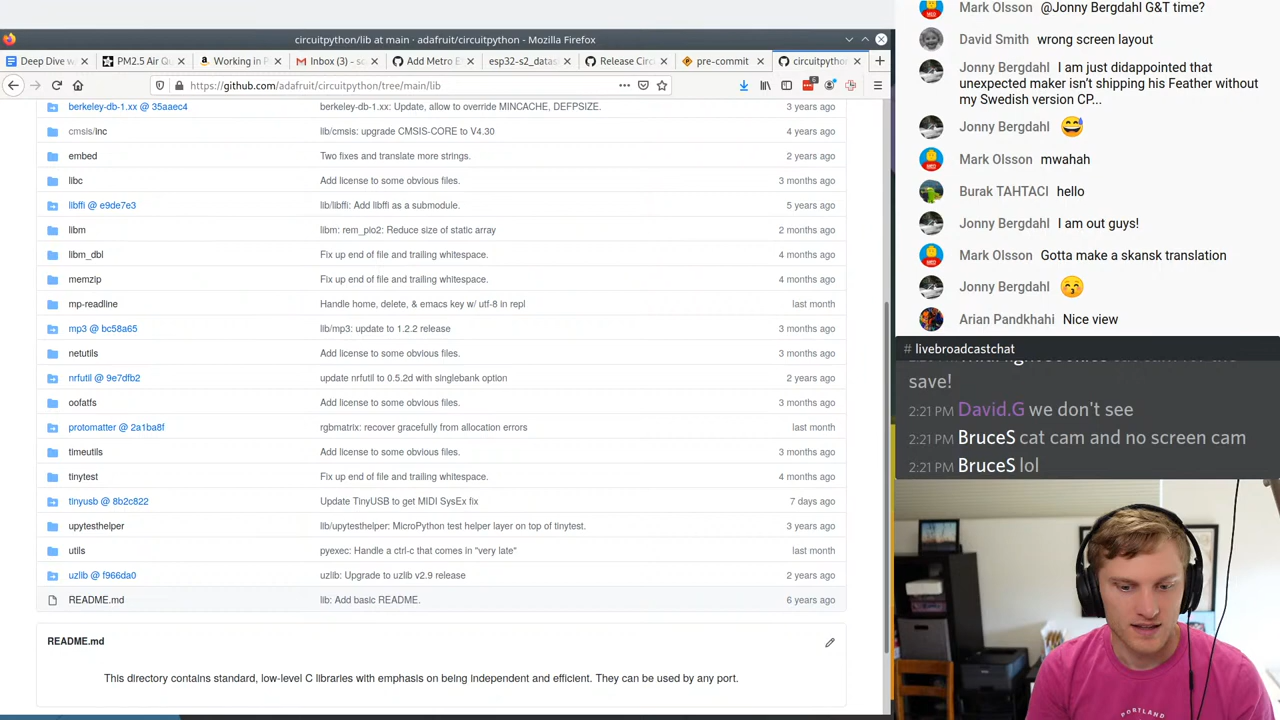 circuitpython/lib at main · adafruit/circuitpython - Mozilla Firefox
Deep Dive w
PM2.5 Air Qu
Working in P
Inbox (3) - sc
Add Metro E
esp32-s2_datas
Release Circu
pre-commit
circuitpython
https://github.com/adafruit/circuitpython/tree/main/lib
berkeley-db-1.xx @ 35aaec4 berkeley-db-1.xx: Update, allow to override MINCACHE, DEFPSIZE. 3 years ago
cmsis/inc lib/cmsis: upgrade CMSIS-CORE to V4.30 4 years ago
embed Two fixes and translate more strings. 2 years ago
libc Add license to some obvious files. 3 months ago
libffi @ e9de7e3 lib/libffi: Add libffi as a submodule. 5 years ago
libm libm: rem_pio2: Reduce size of static array 2 months ago
libm_dbl Fix up end of file and trailing whitespace. 4 months ago
memzip Fix up end of file and trailing whitespace. 4 months ago
mp-readline Handle home, delete, & emacs key w/ utf-8 in repl last month
mp3 @ bc58a65 lib/mp3: update to 1.2.2 release 3 months ago
netutils Add license to some obvious files. 3 months ago
nrfutil @ 9e7dfb2 update nrfutil to 0.5.2d with singlebank option 2 years ago
oofatfs Add license to some obvious files. 3 months ago
protomatter @ 2a1ba8f rgbmatrix: recover gracefully from allocation errors last month
timeutils Add license to some obvious files. 3 months ago
tinytest Fix up end of file and trailing whitespace. 4 months ago
tinyusb @ 8b2c822 Update TinyUSB to get MIDI SysEx fix 7 days ago
upytesthelper lib/upytesthelper: MicroPython test helper layer on top of tinytest. 3 years ago
utils pyexec: Handle a ctrl-c that comes in "very late" last month
uzlib @ f966da0 uzlib: Upgrade to uzlib v2.9 release 2 years ago
README.md lib: Add basic README. 6 years ago
README.md
This directory contains standard, low-level C libraries with emphasis on being independent and efficient. They can be used by any port.
Mark Olsson @Jonny Bergdahl G&T time?
David Smith wrong screen layout
Jonny Bergdahl I am just didappointed that
unexpected maker isn't shipping his Feather without
my Swedish version CP...
Jonny Bergdahl 😅
Mark Olsson mwahah
Burak TAHTACI hello
Jonny Bergdahl I am out guys!
Mark Olsson Gotta make a skansk translation
Jonny Bergdahl 😙
Arian Pandkhahi Nice view
# livebroadcastchat
save!
2:21 PM David.G we don't see
2:21 PM BruceS cat cam and no screen cam
2:21 PM BruceS lol
PORTLAND